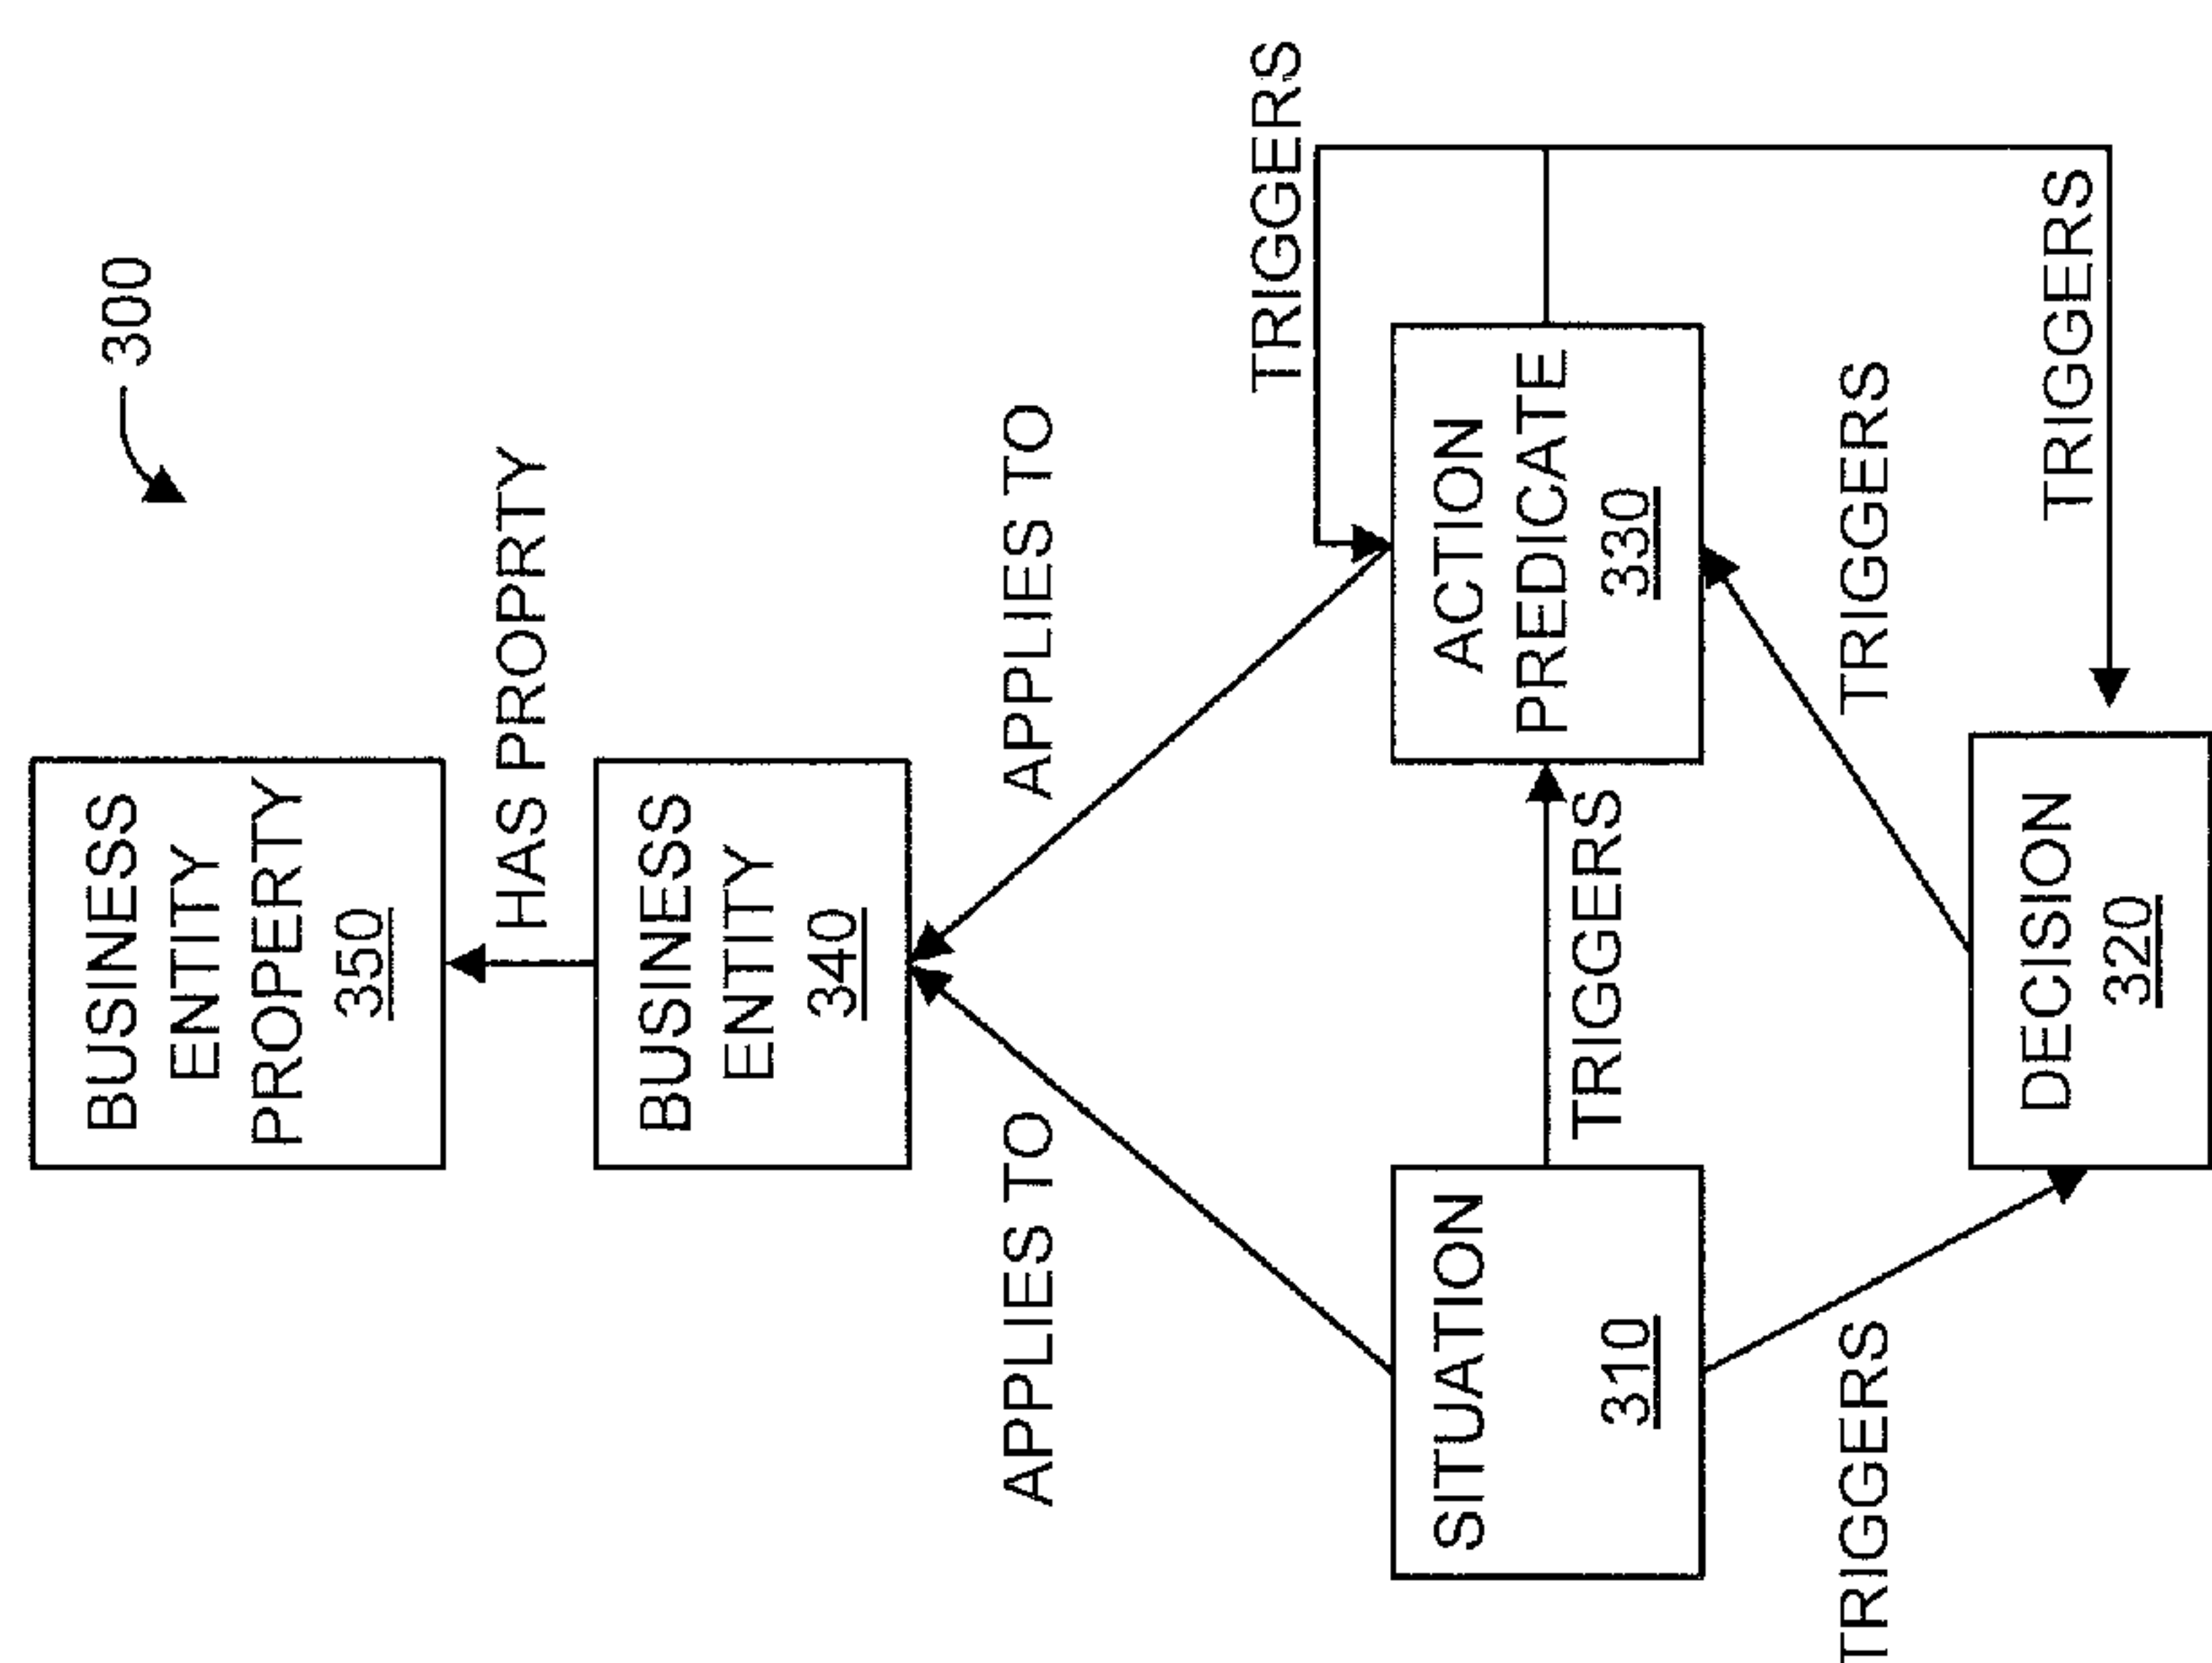 300
BUSINESS
ENTITY
PROPERTY
350
HAS PROPERTY
BUSINESS
ENTITY
340
APPLIES TO
APPLIES TO
TRIGGERS
SITUATION
310
TRIGGERS
ACTION
PREDICATE
330
TRIGGERS
TRIGGERS
DECISION
320
TRIGGERS